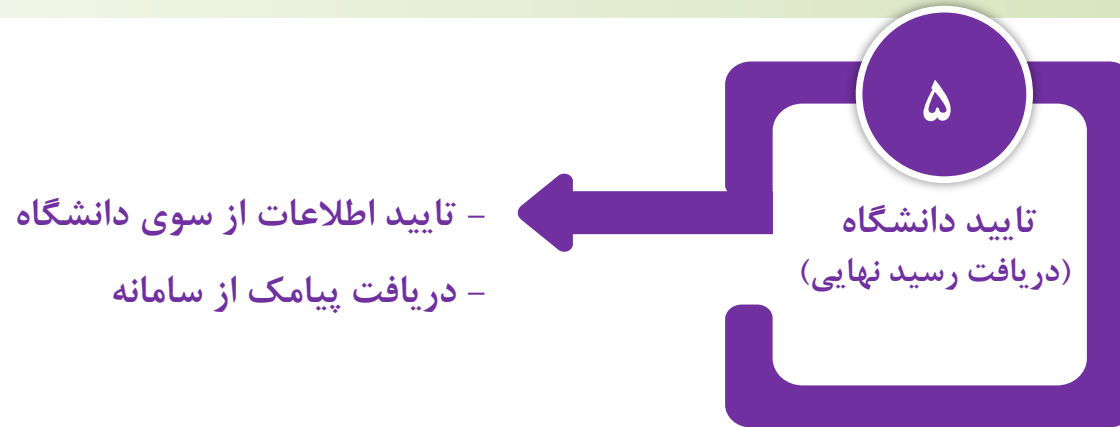 ۵
تایید دانشگاه
(دریافت رسید نهایی)
- تایید اطلاعات از سوی دانشگاه
- دریافت پیامک از سامانه